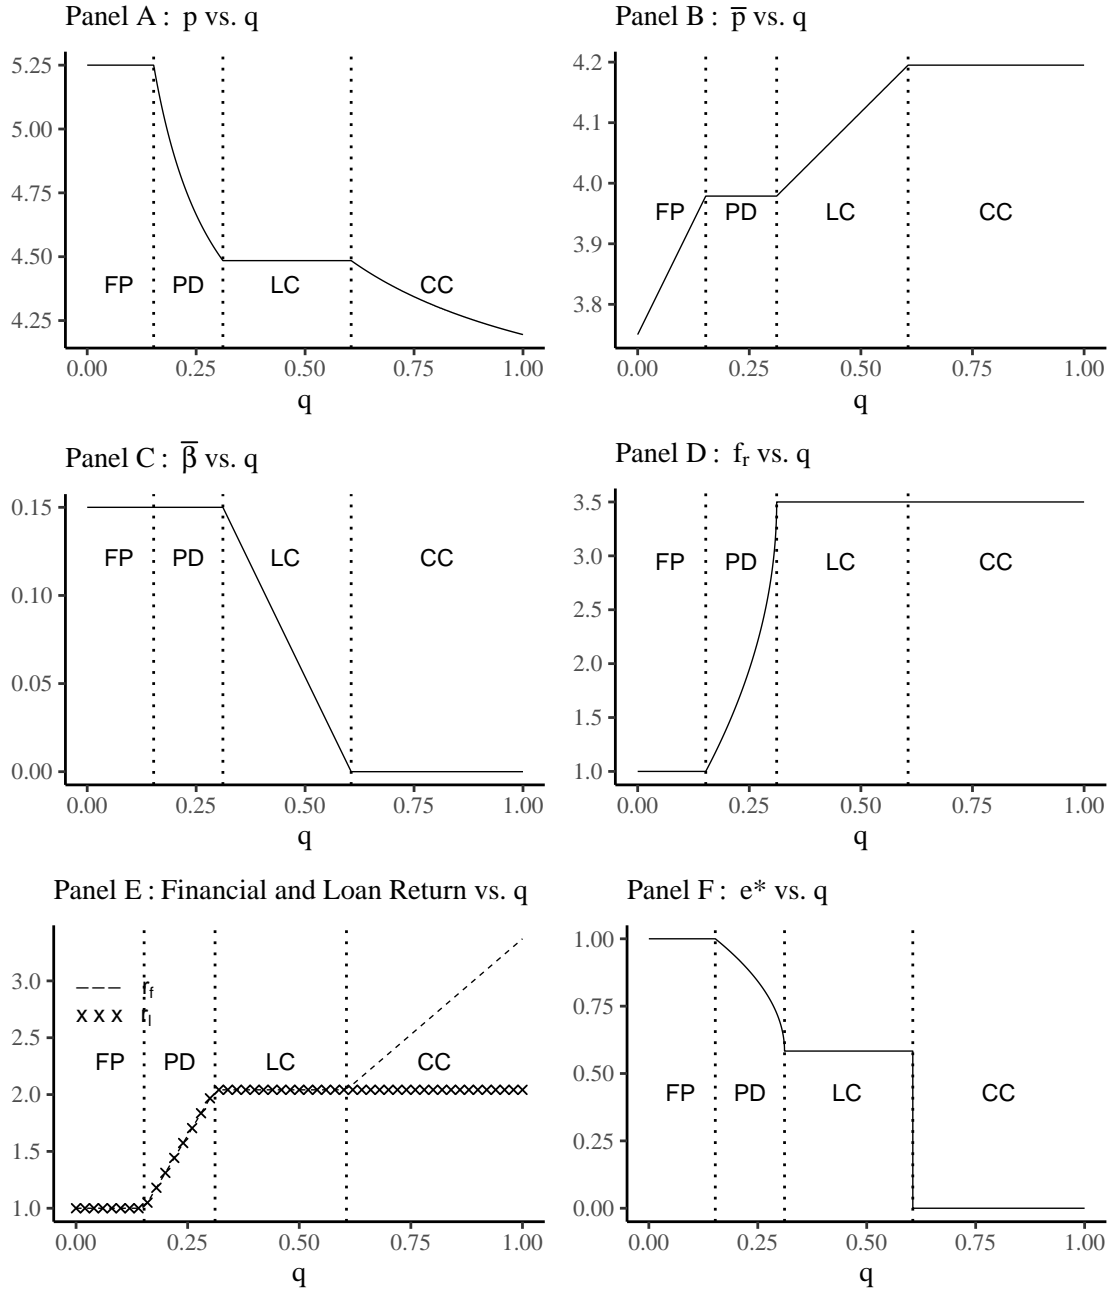 Panel A : p vs. q
5.25
5.00
4.75
4.50
4.25
FP PD LC CC
0.00 0.25 0.50 0.75 1.00
q
Panel B : p̅ vs. q
4.2
4.1
4.0
3.9
3.8
FP PD LC CC
0.00 0.25 0.50 0.75 1.00
q
Panel C : β̅ vs. q
0.15
0.10
0.05
0.00
FP PD LC CC
0.00 0.25 0.50 0.75 1.00
q
Panel D : fᵣ vs. q
3.5
3.0
2.5
2.0
1.5
1.0
FP PD LC CC
0.00 0.25 0.50 0.75 1.00
q
Panel E : Financial and Loan Return vs. q
3.0
2.5
2.0
1.5
1.0
r_f
x x x r_l
FP PD LC CC
0.00 0.25 0.50 0.75 1.00
q
Panel F : e* vs. q
1.00
0.75
0.50
0.25
0.00
FP PD LC CC
0.00 0.25 0.50 0.75 1.00
q